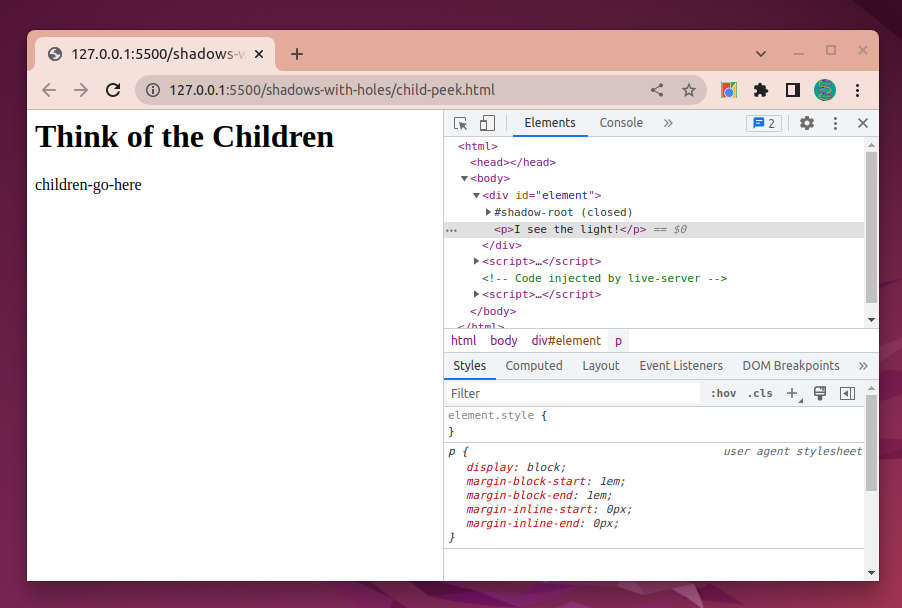 127.0.0.1:5500/shadows-w
127.0.0.1:5500/shadows-with-holes/child-peek.html
Think of the Children
children-go-here
Elements Console 2
<html>
<head></head>
<body>
<div id="element">
#shadow-root (closed)
<p>I see the light!</p> == $0
</div>
<script>…</script>
<!-- Code injected by live-server -->
<script>…</script>
</body>
</html>
html body div#element p
Styles Computed Layout Event Listeners DOM Breakpoints
Filter :hov .cls
element.style {
}
p { user agent stylesheet
display: block;
margin-block-start: 1em;
margin-block-end: 1em;
margin-inline-start: 0px;
margin-inline-end: 0px;
}